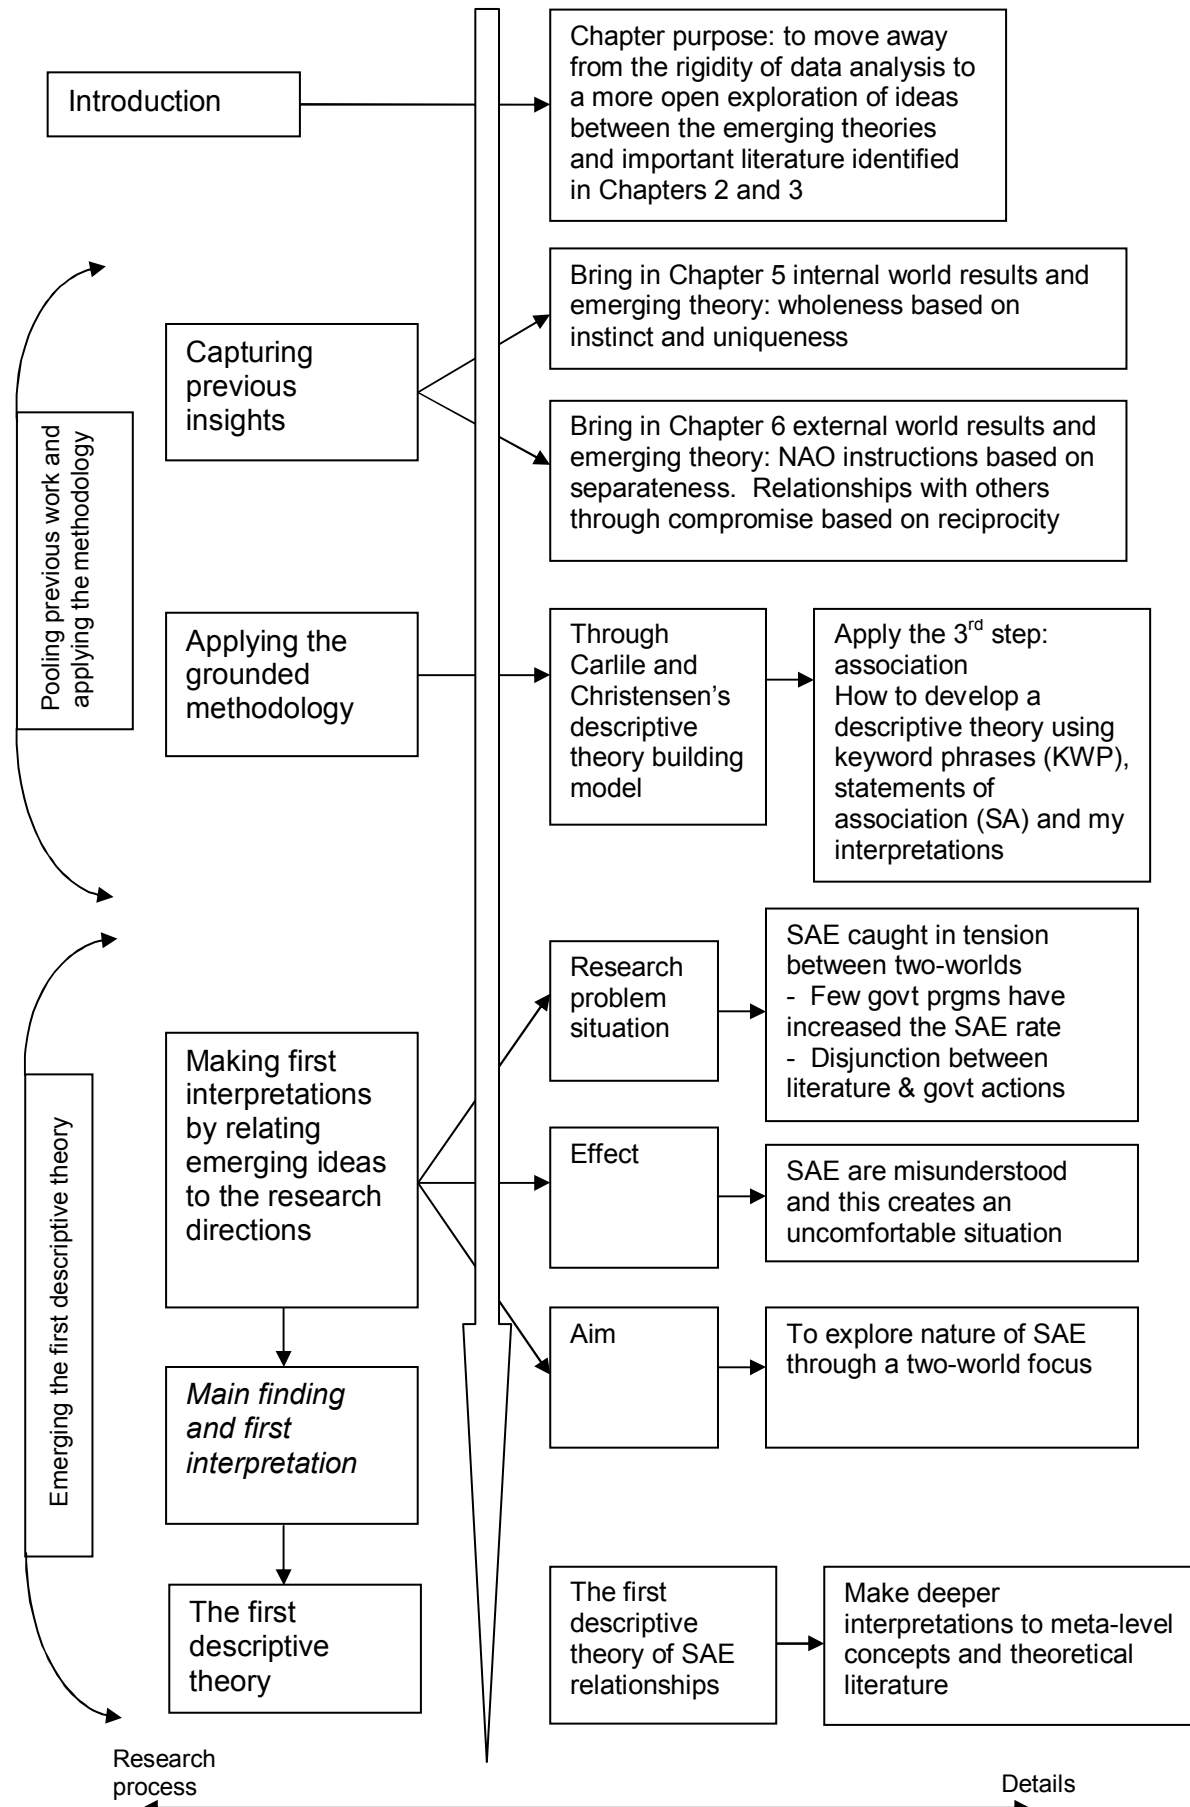 Introduction
Chapter purpose: to move away
from the rigidity of data analysis to
a more open exploration of ideas
between the emerging theories
and important literature identified
in Chapters 2 and 3
Pooling previous work and
applying the methodology
Capturing
previous
insights
Bring in Chapter 5 internal world results and
emerging theory: wholeness based on
instinct and uniqueness
Bring in Chapter 6 external world results and
emerging theory: NAO instructions based on
separateness.  Relationships with others
through compromise based on reciprocity
Applying the
grounded
methodology
Through
Carlile and
Christensen’s
descriptive
theory building
model
Apply the 3rd step:
association
How to develop a
descriptive theory using
keyword phrases (KWP),
statements of
association (SA) and my
interpretations
Emerging the first descriptive theory
Making first
interpretations
by relating
emerging ideas
to the research
directions
Research
problem
situation
SAE caught in tension
between two-worlds
-  Few govt prgms have
increased the SAE rate
-  Disjunction between
literature & govt actions
Effect
SAE are misunderstood
and this creates an
uncomfortable situation
Aim
To explore nature of SAE
through a two-world focus
Main finding
and first
interpretation
The first
descriptive
theory
The first
descriptive
theory of SAE
relationships
Make deeper
interpretations to meta-level
concepts and theoretical
literature
Research
process
Details